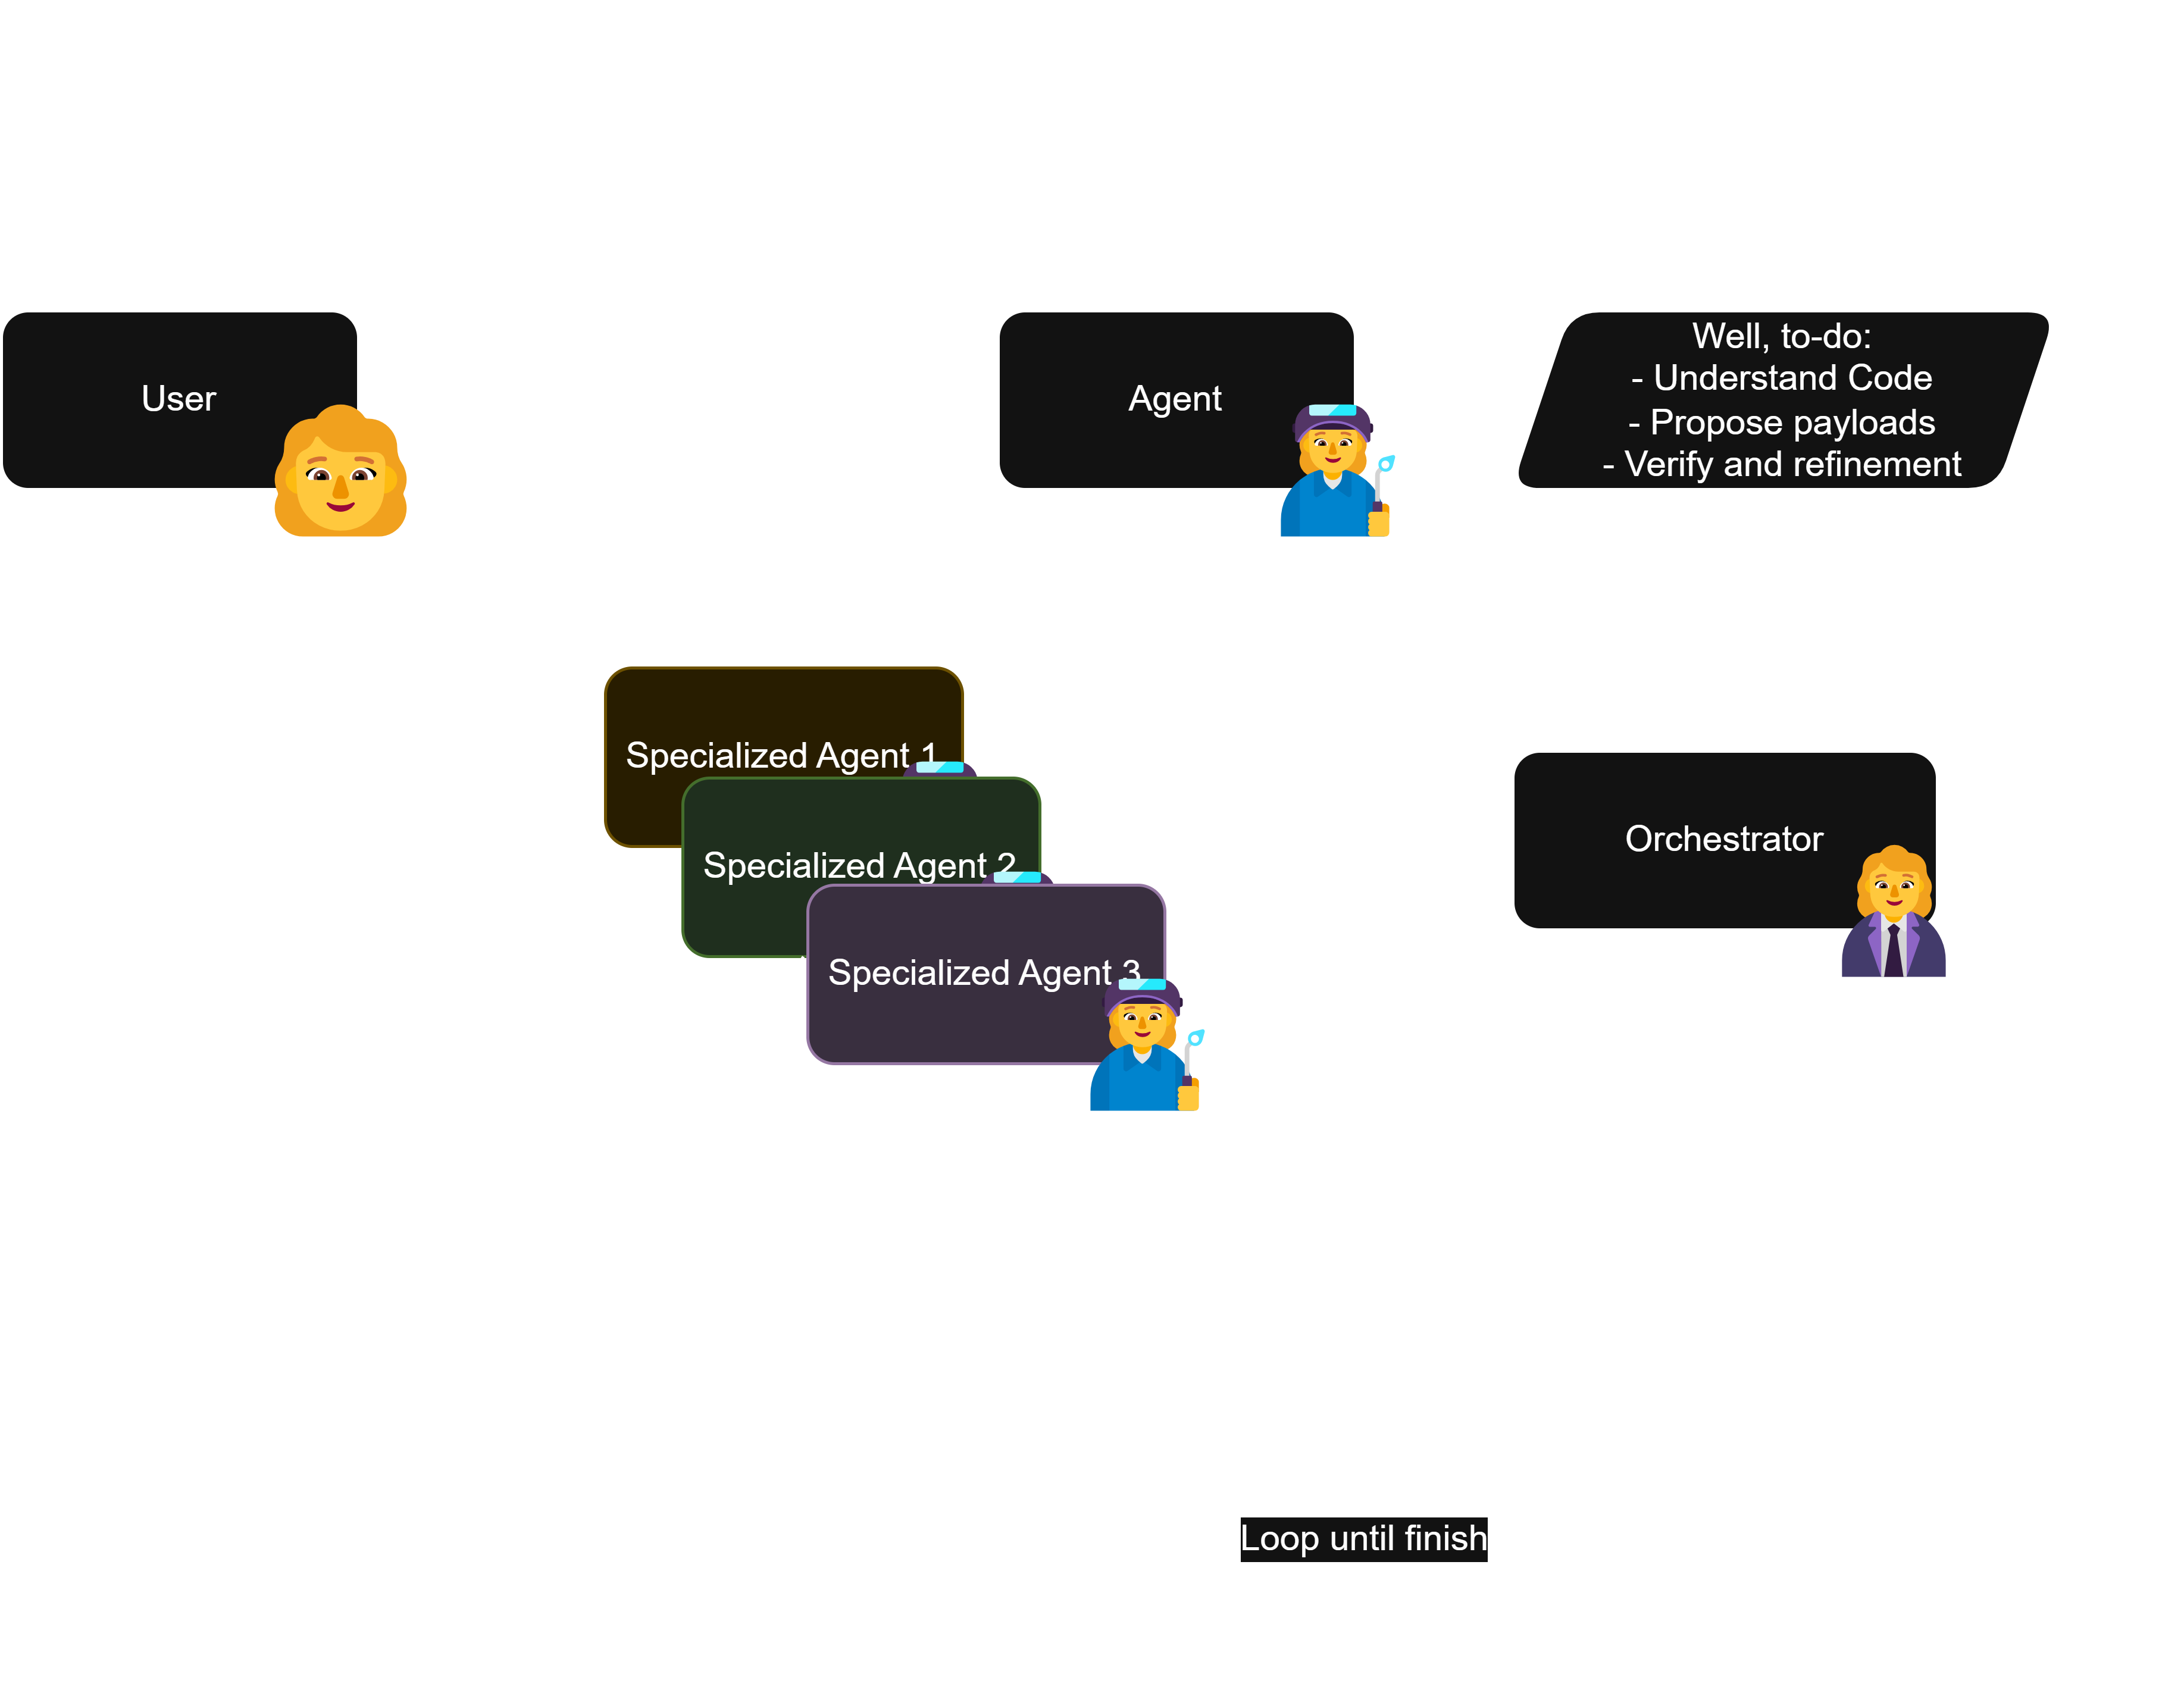 User
Agent
Well, to-do:
- Understand Code
- Propose payloads
- Verify and refinement
Specialized Agent 1
Specialized Agent 2
Specialized Agent 3
Orchestrator
Loop until finish